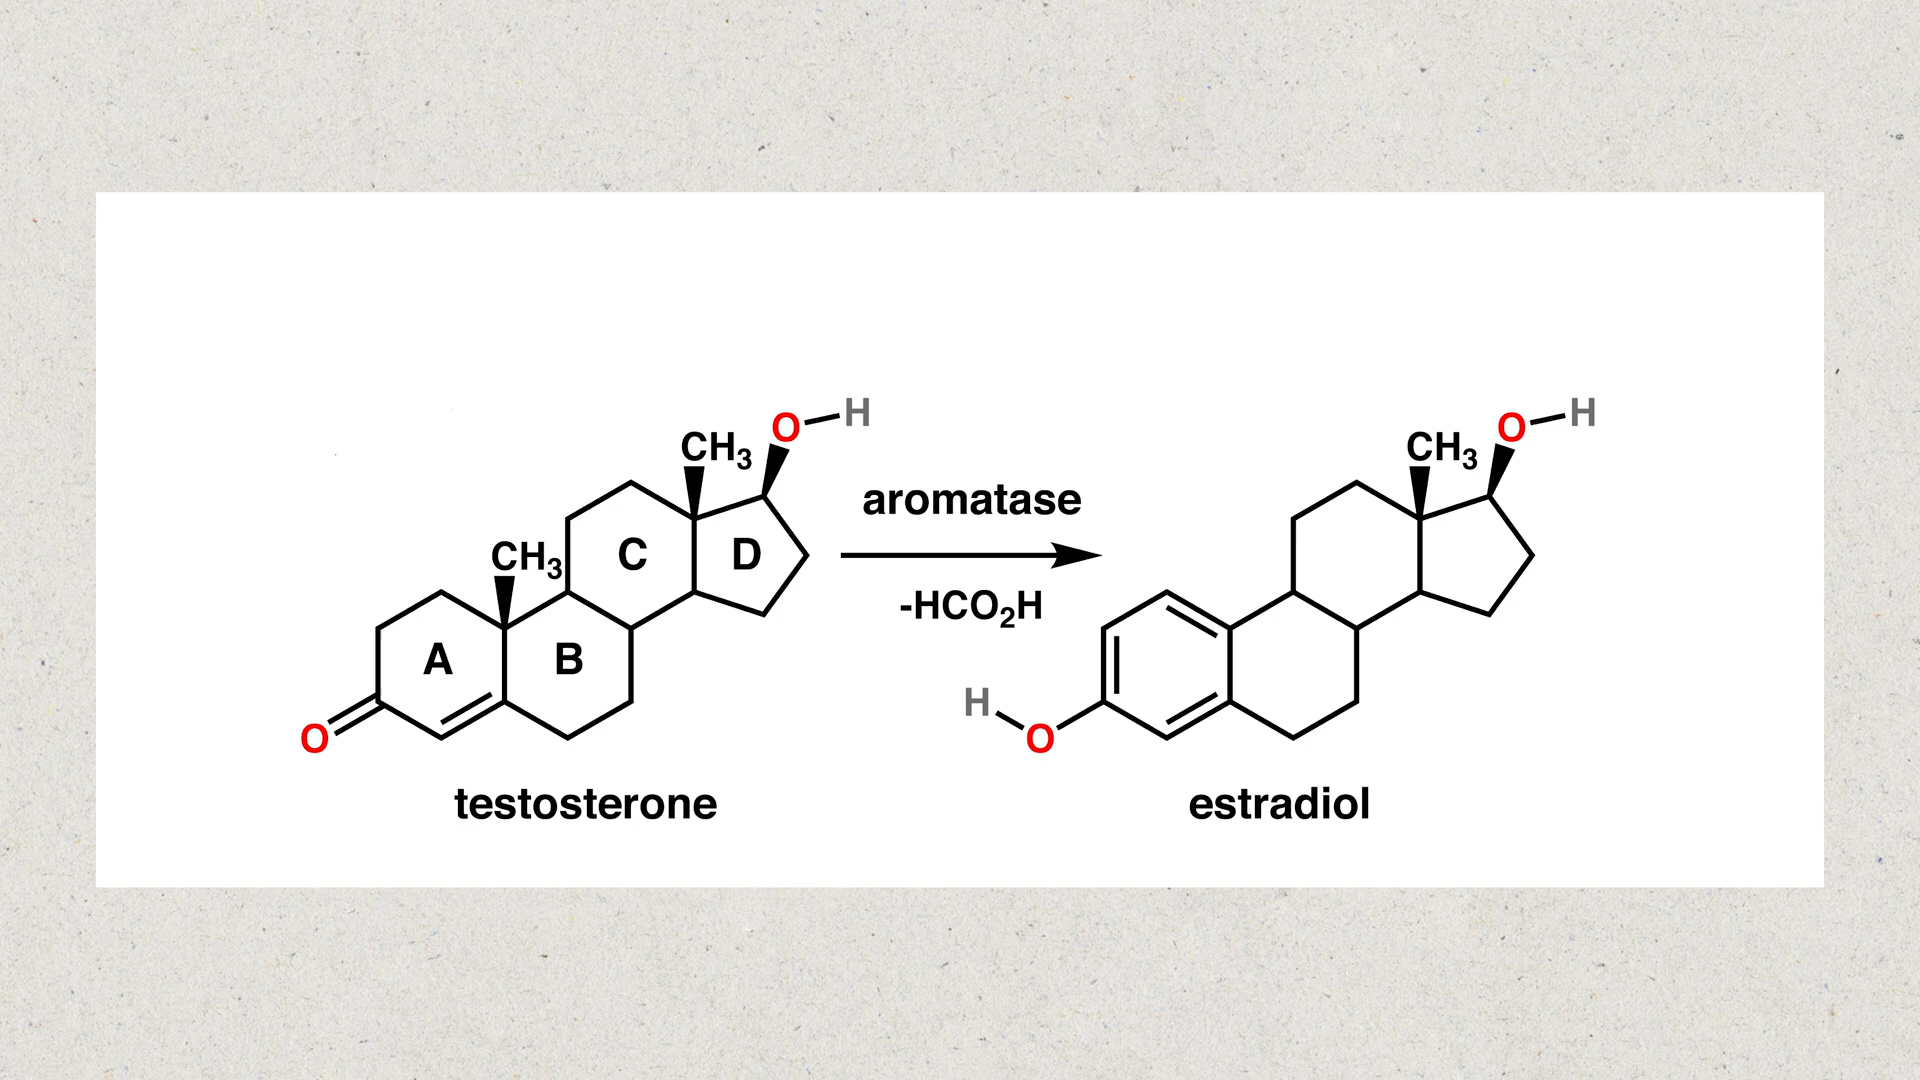 O H
CH₃
aromatase
CH₃ C D
-HCO₂H
A B
O
testosterone
O H
CH₃
H
O
estradiol